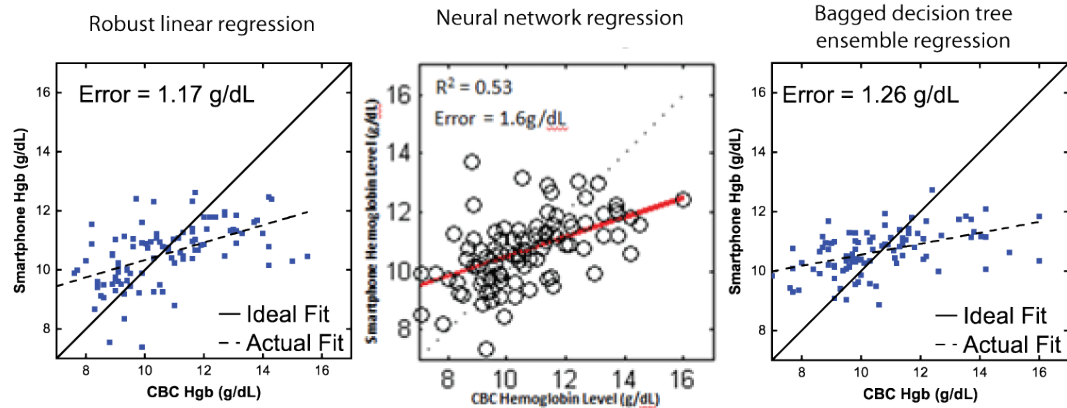 Robust linear regression
Error = 1.17 g/dL
Smartphone Hgb (g/dL)
16
14
12
10
8
Ideal Fit
Actual Fit
8 10 12 14 16
CBC Hgb (g/dL)
Neural network regression
R² = 0.53
Error = 1.6g/dL
Smartphone Hemoglobin Level (g/dL)
16
14
12
10
8
8 10 12 14 16
CBC Hemoglobin Level (g/dL)
Bagged decision tree
ensemble regression
Error = 1.26 g/dL
Smartphone Hgb (g/dL)
16
14
12
10
8
Ideal Fit
Actual Fit
8 10 12 14 16
CBC Hgb (g/dL)